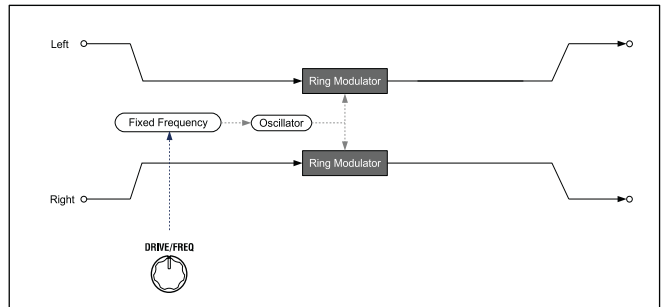 Left
Ring Modulator
Fixed Frequency
Oscillator
Ring Modulator
Right
DRIVE/FREQ